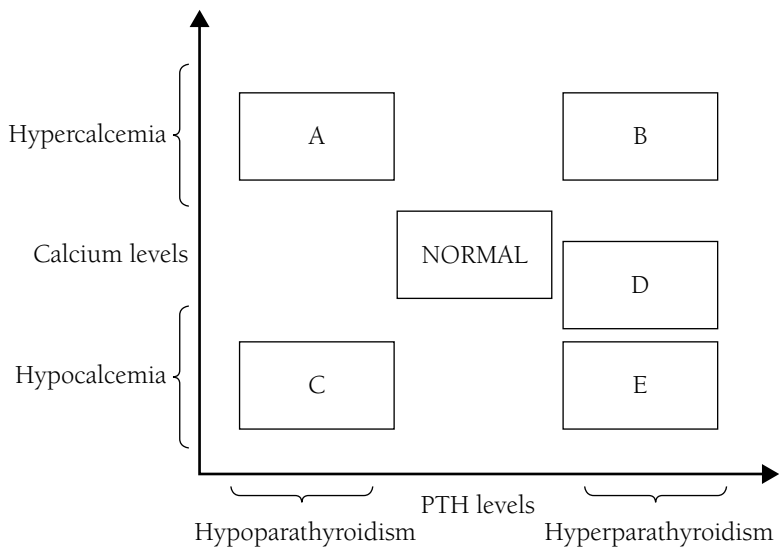 Hypercalcemia
A
B
Calcium levels
NORMAL
D
Hypocalcemia
C
E
PTH levels
Hypoparathyroidism
Hyperparathyroidism